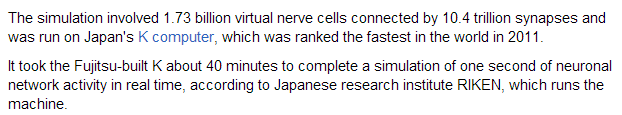 The simulation involved 1.73 billion virtual nerve cells connected by 10.4 trillion synapses and
was run on Japan's K computer, which was ranked the fastest in the world in 2011.
It took the Fujitsu-built K about 40 minutes to complete a simulation of one second of neuronal
network activity in real time, according to Japanese research institute RIKEN, which runs the
machine.